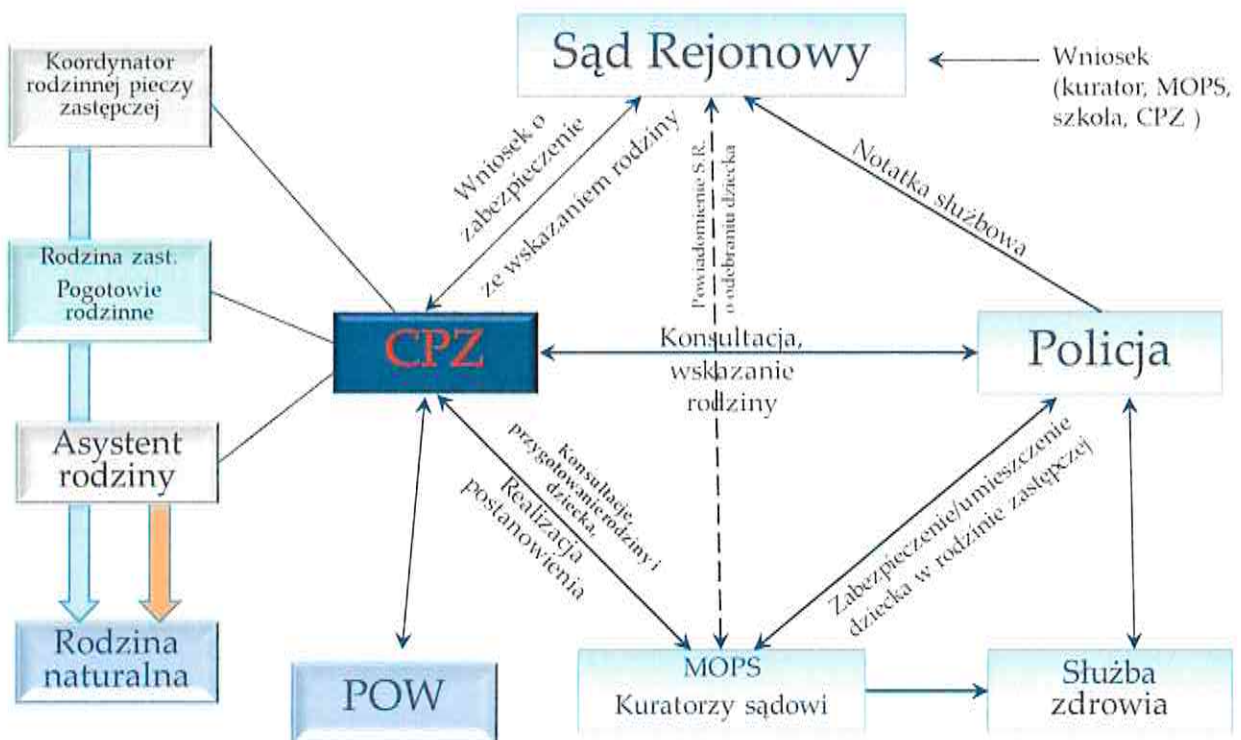 Koordynator
rodzinnej pieczy
zastępczej
Sąd Rejonowy
Wniosek
(kurator, MOPS,
szkoła, CPZ )
Wniosek o
zabezpieczenie
ze wskazaniem rodziny
Powiadomienie S.R.
o odebraniu dziecka
Notatka służbowa
Rodzina zast.
Pogotowie
rodzinne
CPZ
Konsultacja,
wskazanie
rodziny
Policja
Asystent
rodziny
Konsultacje,
przygotowanie rodziny i
dziecka,
Realizacja
postanowienia
Zabezpieczenie/umieszczenie
dziecka w rodzinie zastępczej
Rodzina
naturalna
POW
MOPS
Kuratorzy sądowi
Służba
zdrowia